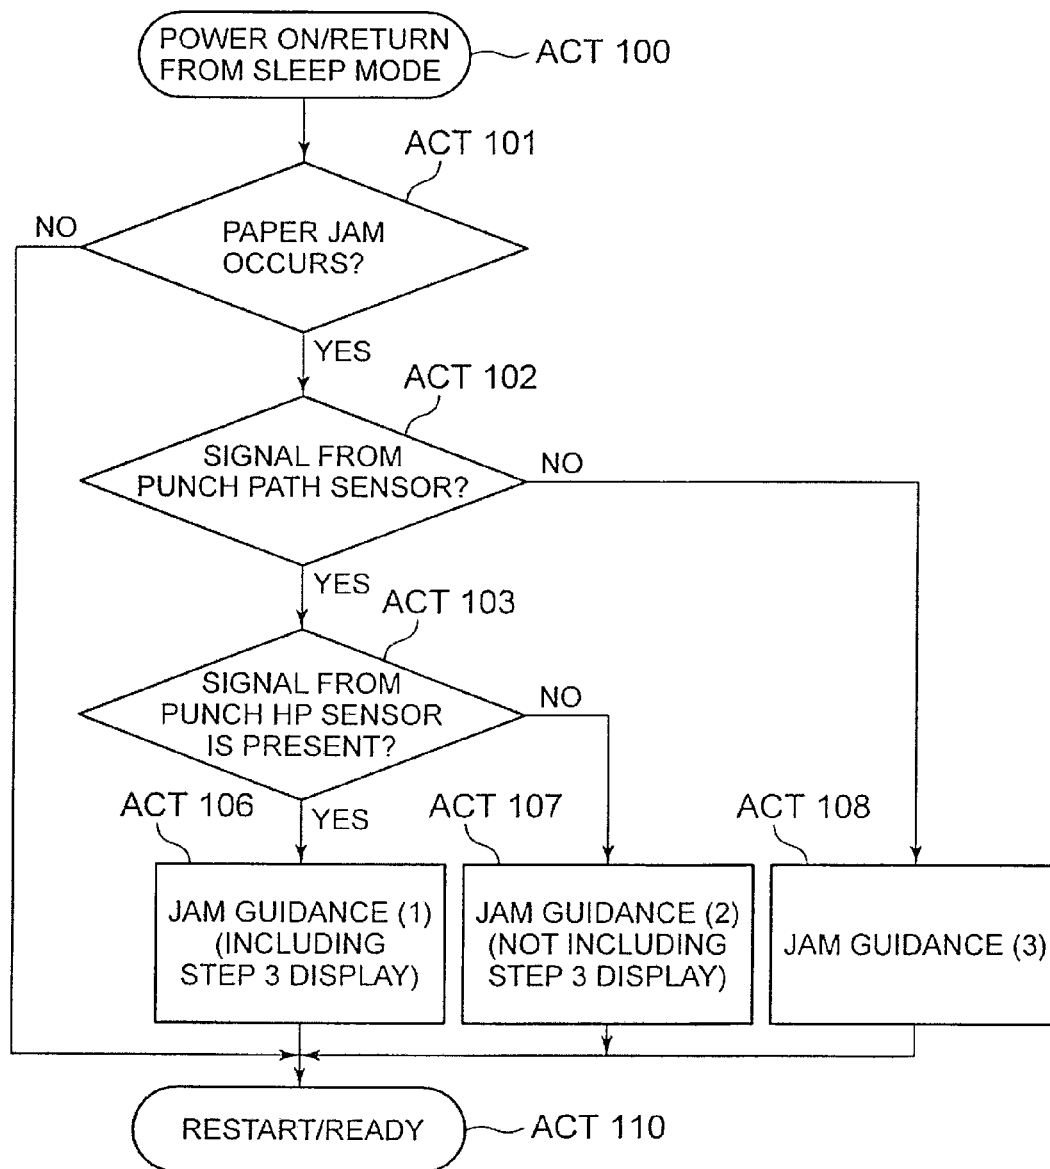 POWER ON/RETURN
FROM SLEEP MODE
ACT 100
ACT 101
NO
PAPER JAM
OCCURS?
YES
ACT 102
SIGNAL FROM
PUNCH PATH SENSOR?
NO
YES
ACT 103
SIGNAL FROM
PUNCH HP SENSOR
IS PRESENT?
NO
ACT 106
YES
ACT 107
ACT 108
JAM GUIDANCE (1)
(INCLUDING
STEP 3 DISPLAY)
JAM GUIDANCE (2)
(NOT INCLUDING
STEP 3 DISPLAY)
JAM GUIDANCE (3)
RESTART/READY
ACT 110